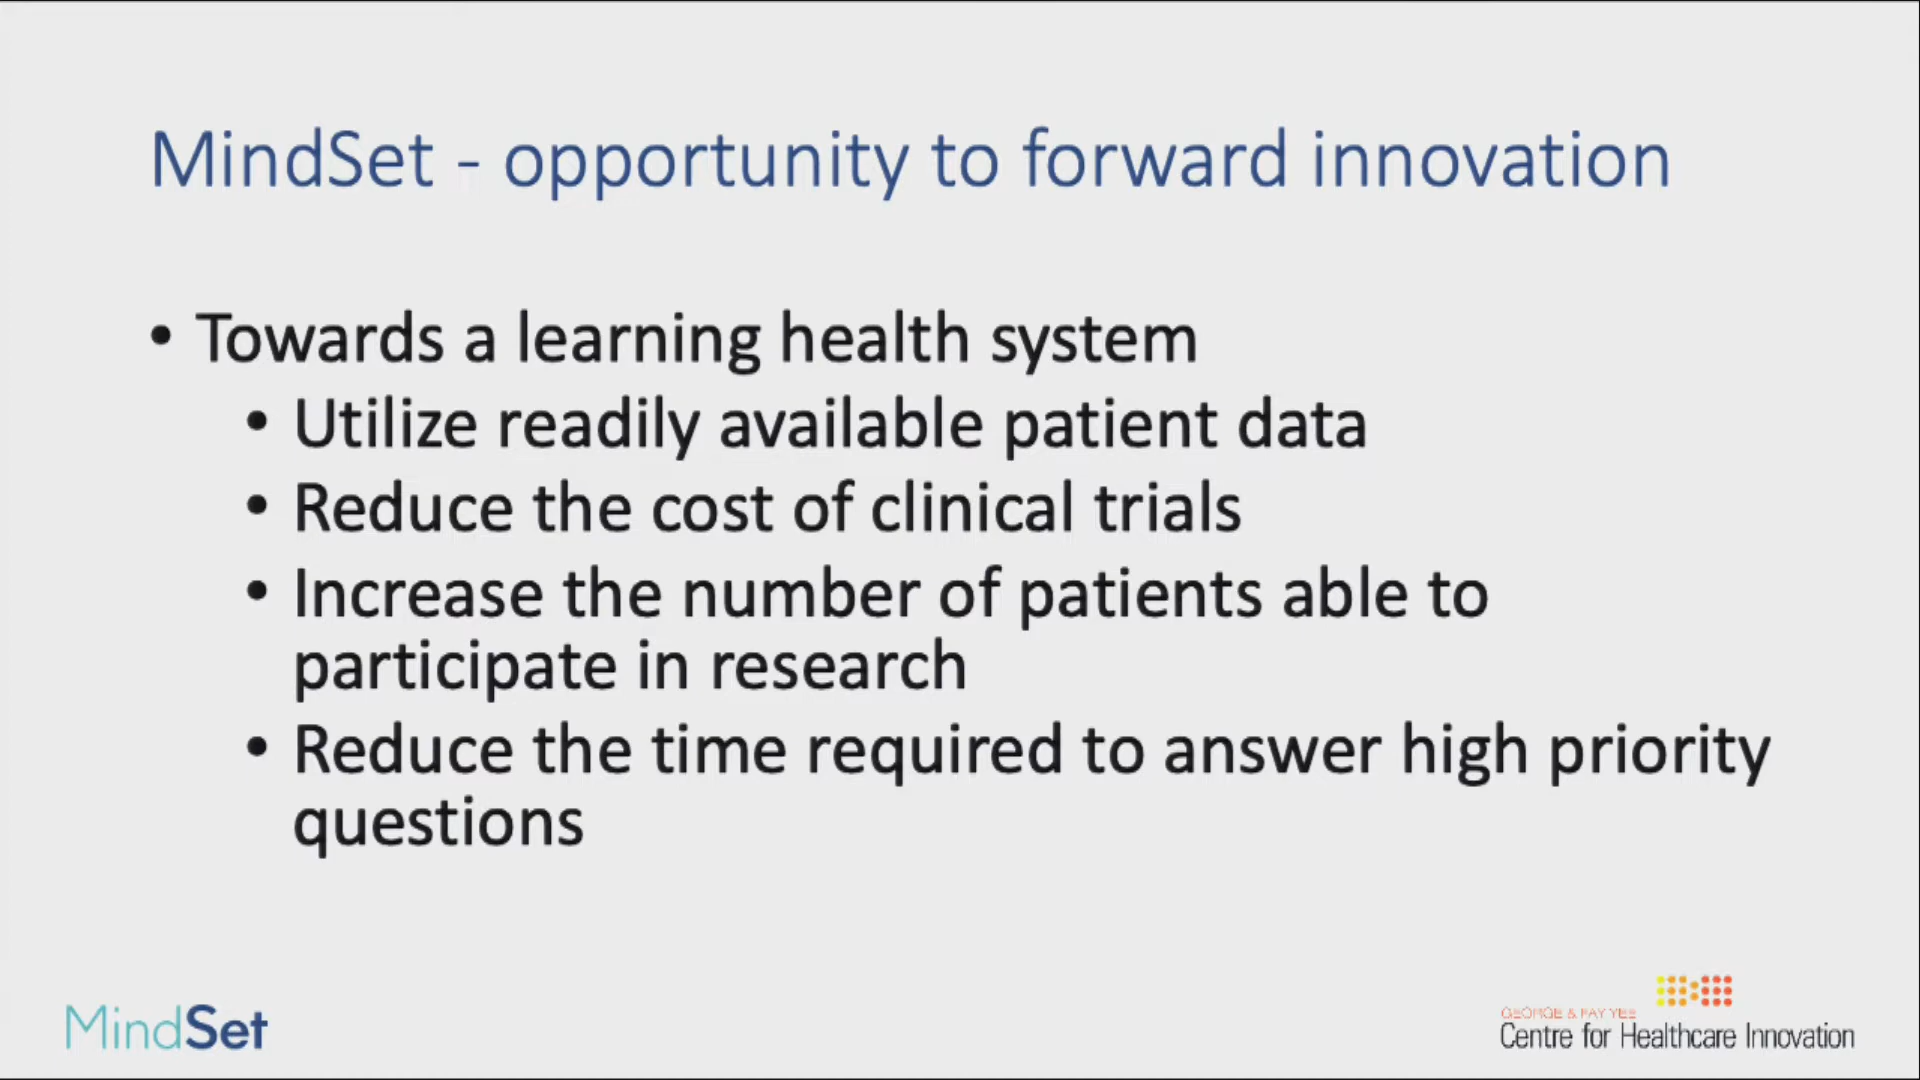 MindSet - opportunity to forward innovation
• Towards a learning health system
• Utilize readily available patient data
• Reduce the cost of clinical trials
• Increase the number of patients able to
participate in research
• Reduce the time required to answer high priority
questions
MindSet
GEORGE & FAY YEE
Centre for Healthcare Innovation